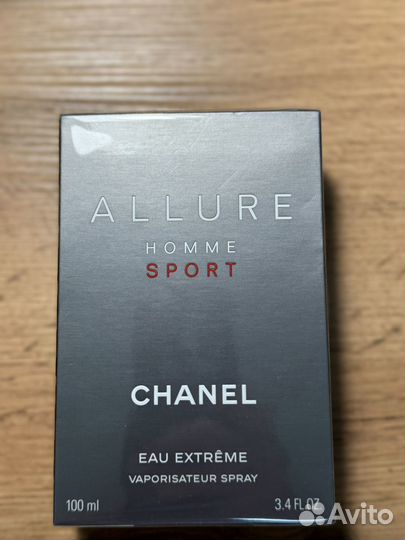 ALLURE
HOMME
SPORT
CHANEL
EAU EXTRÊME
VAPORISATEUR SPRAY
100 ml 3.4 FL.OZ.
Avito